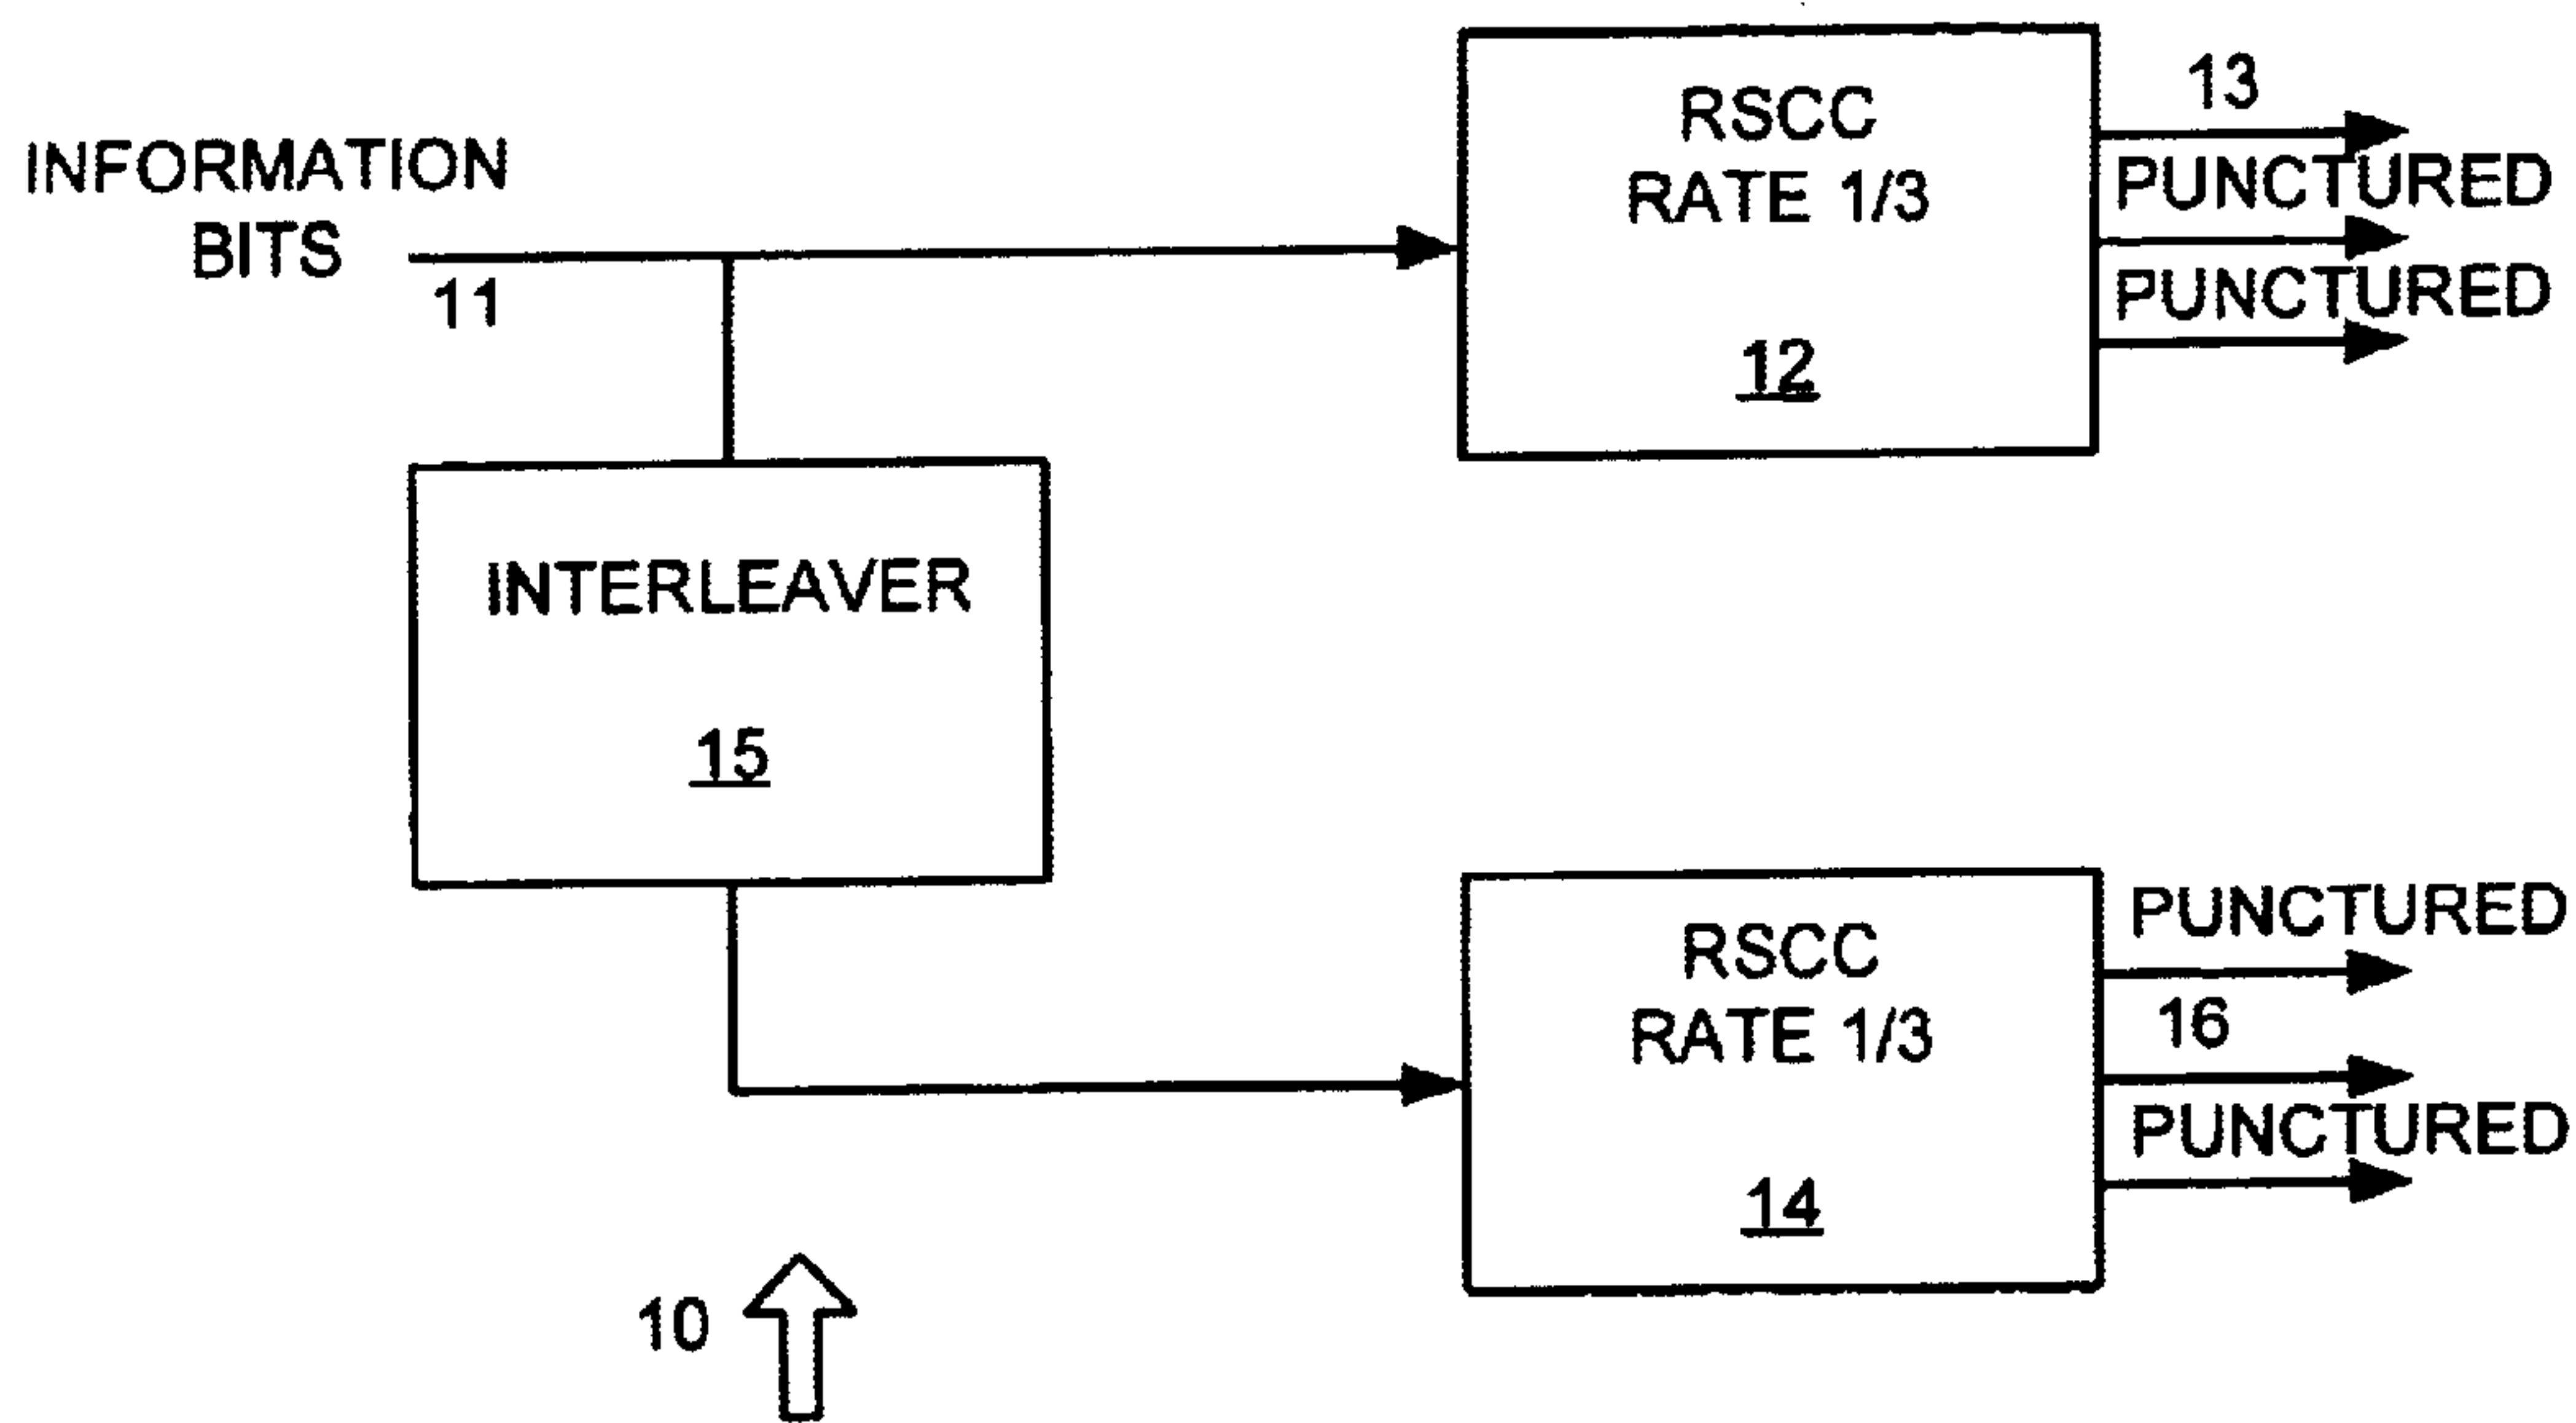 INFORMATION
BITS
11
RSCC
RATE 1/3
12
13
PUNCTURED
PUNCTURED
INTERLEAVER
15
RSCC
RATE 1/3
14
PUNCTURED
16
PUNCTURED
10